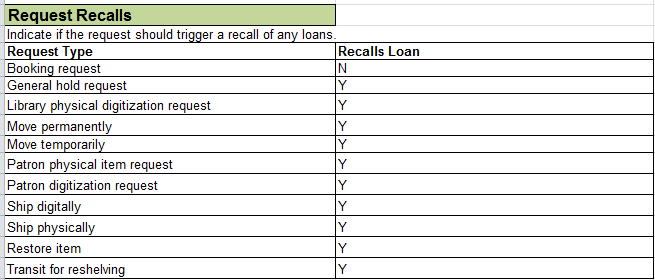 Request Recalls
Indicate if the request should trigger a recall of any loans.
Request Type Recalls Loan
Booking request N
General hold request Y
Library physical digitization request Y
Move permanently Y
Move temporarily Y
Patron physical item request Y
Patron digitization request Y
Ship digitally Y
Ship physically Y
Restore item Y
Transit for reshelving Y